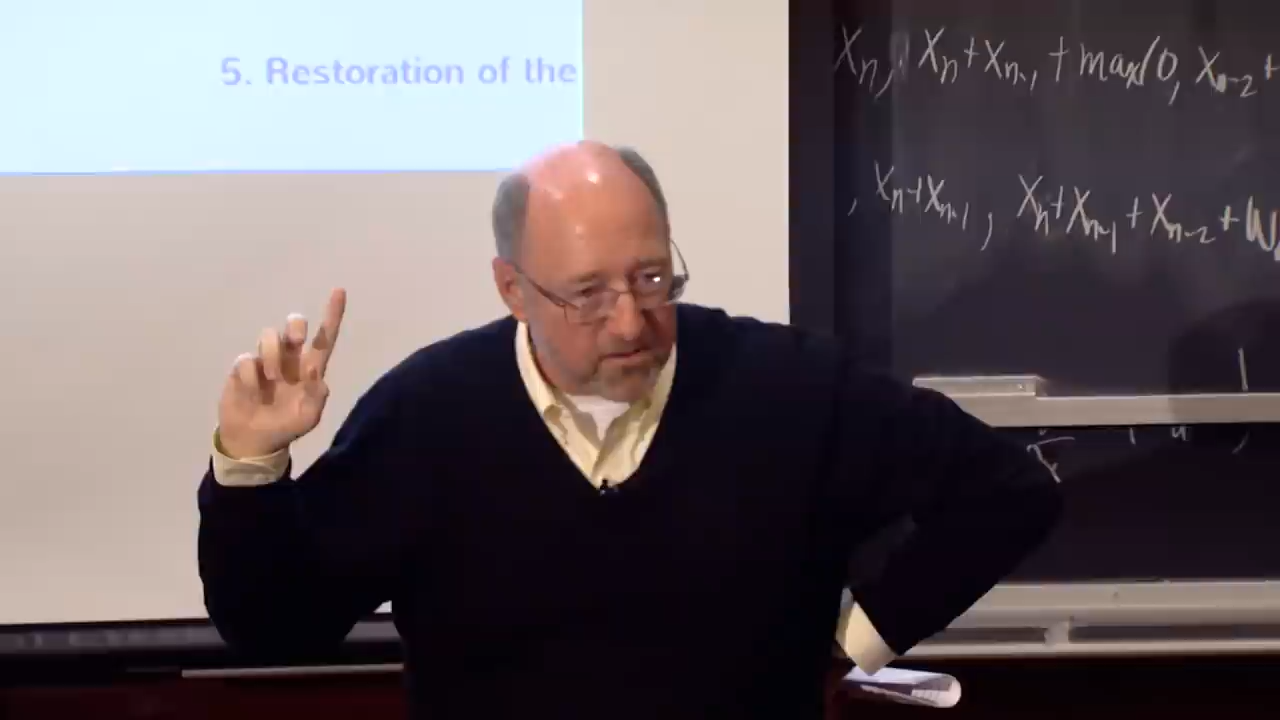 5. Restoration of the
Xn, Xn+Xn-1 + max(0, Xn-2 +
, Xn+Xn-1, Xn+Xn-1+Xn-2+W